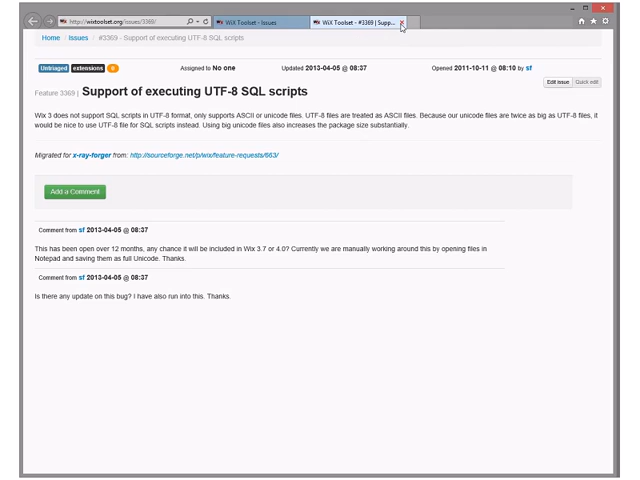 http://wixtoolset.org/issues/3369/
WiX Toolset - Issues
WiX Toolset - #3369 | Supp...
Home / Issues / #3369 - Support of executing UTF-8 SQL scripts
Untriaged extensions 0 Assigned to No one Updated 2013-04-05 @ 08:37 Opened 2011-10-11 @ 08:10 by sf
Edit issue Quick edit
Feature 3369 | Support of executing UTF-8 SQL scripts
Wix 3 does not support SQL scripts in UTF-8 format, only supports ASCII or unicode files. UTF-8 files are treated as ASCII files. Because our unicode files are twice as big as UTF-8 files, it
would be nice to use UTF-8 file for SQL scripts instead. Using big unicode files also increases the package size substantially.
Migrated for x-ray-forger from: http://sourceforge.net/p/wix/feature-requests/663/
Add a Comment
Comment from sf 2013-04-05 @ 08:37
This has been open over 12 months, any chance it will be included in Wix 3.7 or 4.0? Currently we are manually working around this by opening files in
Notepad and saving them as full Unicode. Thanks.
Comment from sf 2013-04-05 @ 08:37
Is there any update on this bug? I have also run into this. Thanks.